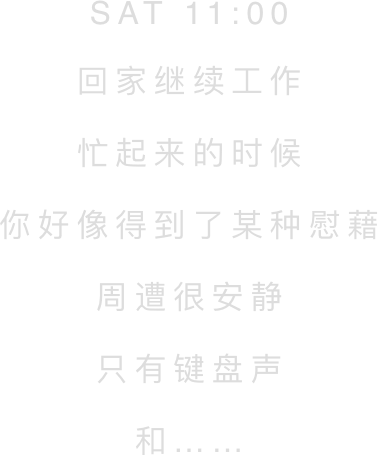 SAT 11:00
回家继续工作
忙起来的时候
你好像得到了某种慰藉
周遭很安静
只有键盘声
和……